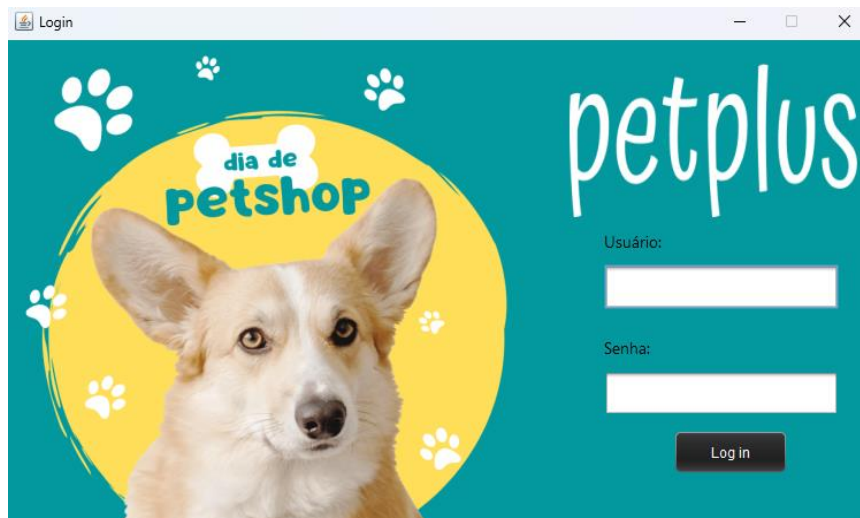 Login
dia de
petshop
petplus
Usuário:
Senha:
Log in